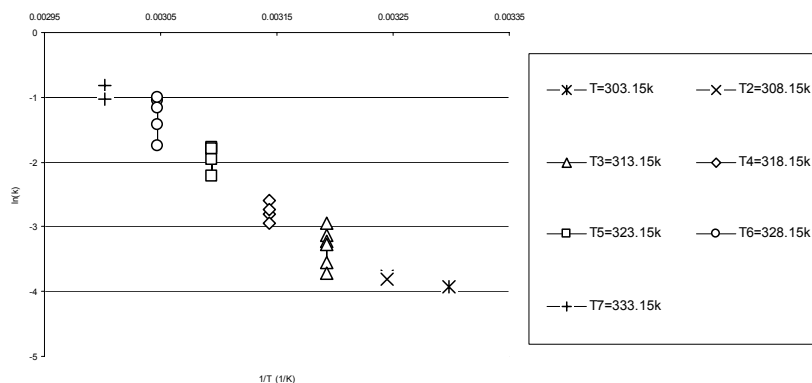 0.00295 0.00305 0.00315 0.00325 0.00335
0
-1
-2
-3
-4
-5
ln(k)
1/T (1/K)
T=303.15k T2=308.15k
T3=313.15k T4=318.15k
T5=323.15k T6=328.15k
T7=333.15k